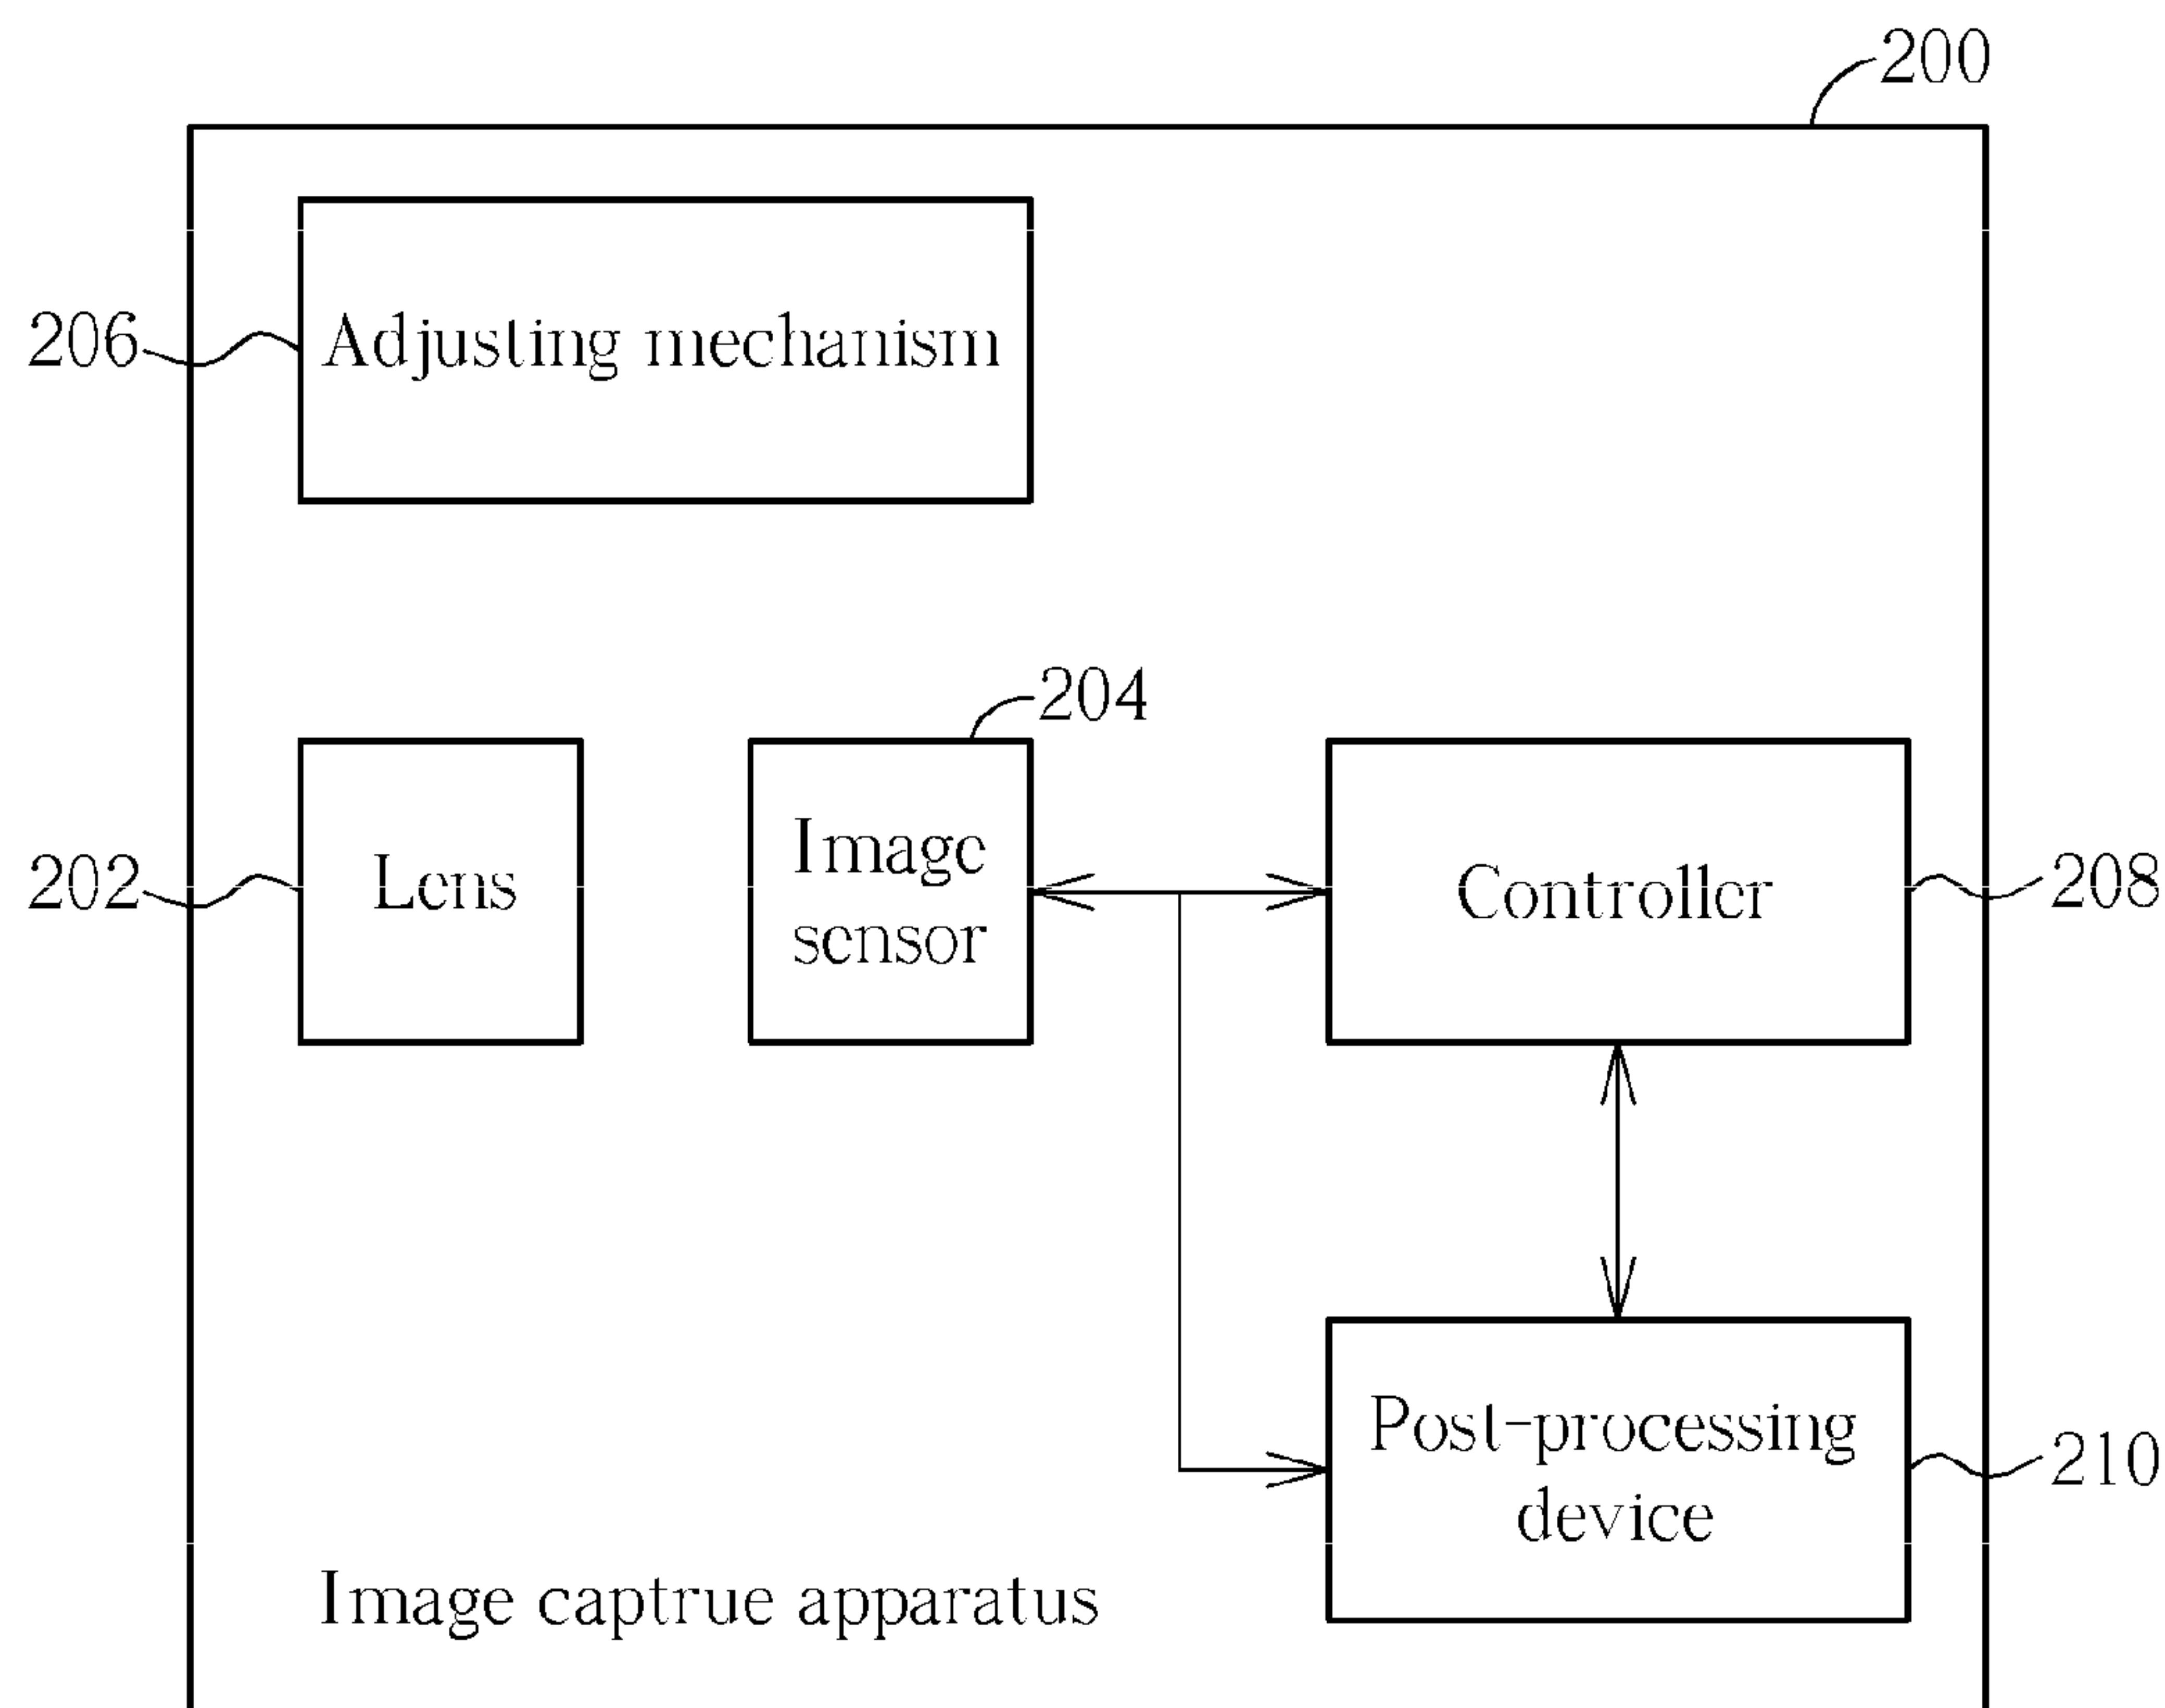 200
206
Adjusting mechanism
204
202
Lens
Image
sensor
Controller
208
Post-processing
device
210
Image captrue apparatus